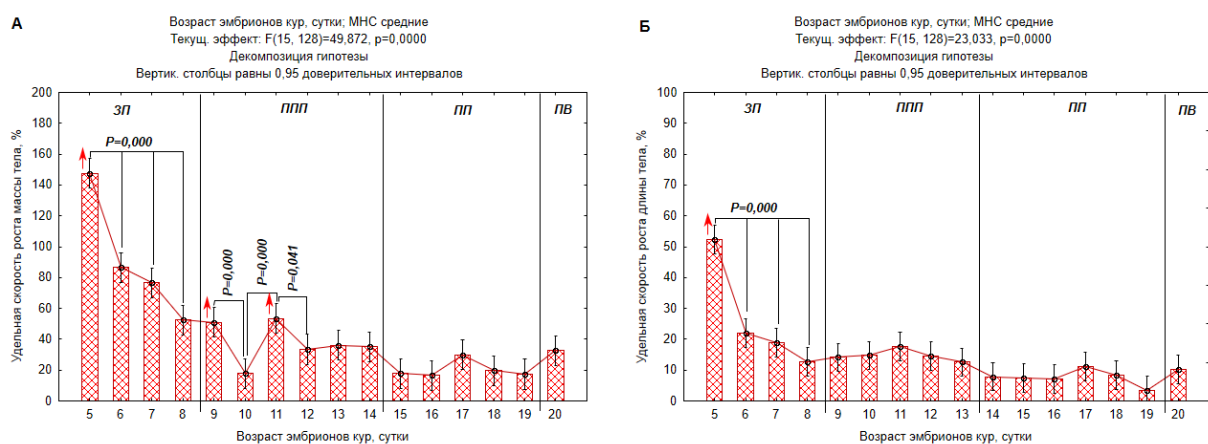 А
Возраст эмбрионов кур, сутки; МНС средние
Текущ. эффект: F(15, 128)=49,872, p=0,0000
Декомпозиция гипотезы
Вертик. столбцы равны 0,95 доверительных интервалов
200
180
160
140
120
100
80
60
40
20
0
Удельная скорость роста массы тела, %
ЗП
ППП
ПП
ПВ
P=0,000
P=0,000
P=0,000
P=0,041
5 6 7 8 9 10 11 12 13 14 15 16 17 18 19 20
Возраст эмбрионов кур, сутки
Б
Возраст эмбрионов кур, сутки; МНС средние
Текущ. эффект: F(15, 128)=23,033, p=0,0000
Декомпозиция гипотезы
Вертик. столбцы равны 0,95 доверительных интервалов
100
90
80
70
60
50
40
30
20
10
0
Удельная скорость роста длины тела, %
ЗП
ППП
ПП
ПВ
P=0,000
5 6 7 8 9 10 11 12 13 14 15 16 17 18 19 20
Возраст эмбрионов кур, сутки